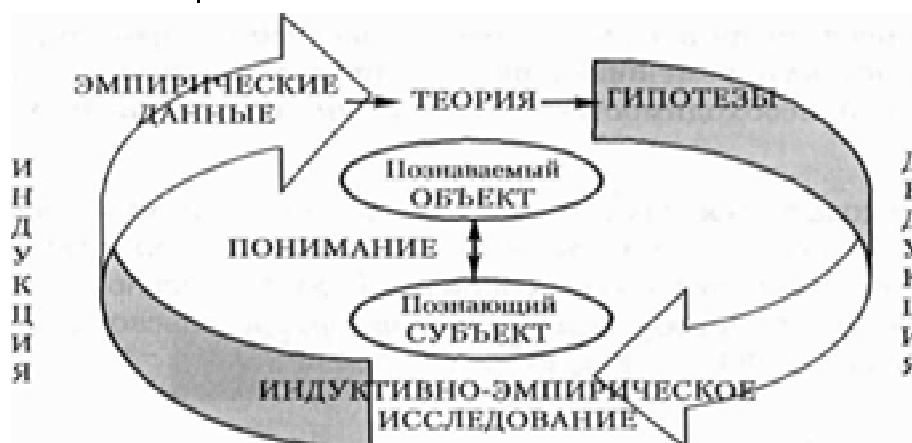 ЭМПИРИЧЕСКИЕ
ДАННЫЕ
ТЕОРИЯ
ГИПОТЕЗЫ
ИНДУКЦИЯ
Познаваемый
ОБЪЕКТ
ПОНИМАНИЕ
Познающий
СУБЪЕКТ
ДЕДУКЦИЯ
ИНДУКТИВНО-ЭМПИРИЧЕСКОЕ
ИССЛЕДОВАНИЕ